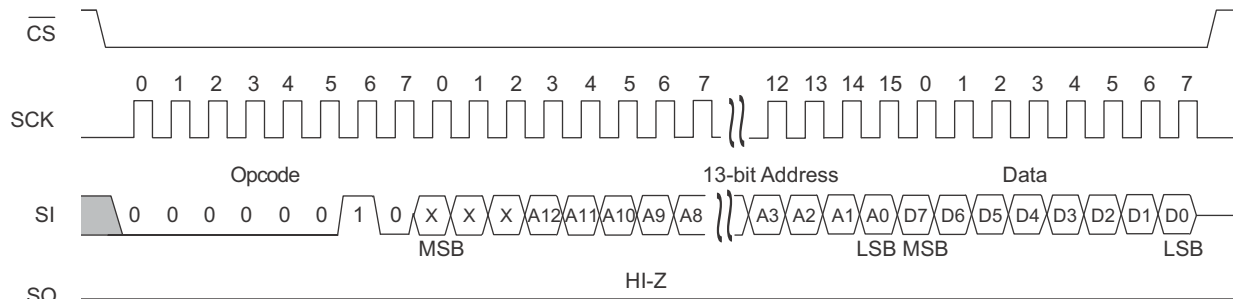 CS
0 1 2 3 4 5 6 7 0 1 2 3 4 5 6 7 12 13 14 15 0 1 2 3 4 5 6 7
SCK
Opcode 13-bit Address Data
SI 0 0 0 0 0 0 1 0 X X X A12 A11 A10 A9 A8 A3 A2 A1 A0 D7 D6 D5 D4 D3 D2 D1 D0
MSB LSB MSB LSB
HI-Z
SO